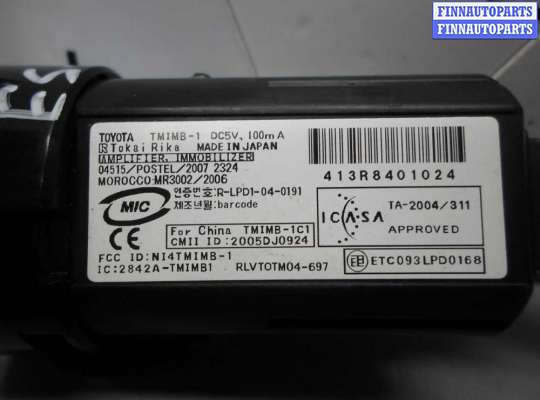 FINNAUTOPARTS
FINNAUTOPARTS
TOYOTA TMIMB-1 DC5V, 100mA
Tokai Rika MADE IN JAPAN
AMPLIFIER, IMMOBILIZER
04515/POSTEL/2007 2324
MOROCCO:MR3002/2006
413R8401024
MIC
인증번호:R-LPD1-04-0191
제조년월:barcode
ICASA
TA-2004/311
APPROVED
CE
For China TMIMB-1C1
CMII ID:2005DJ0924
FCC ID:NI4TMIMB-1
IC:2842A-TMIMB1 RLVTOTM04-697
ETC093LPD0168